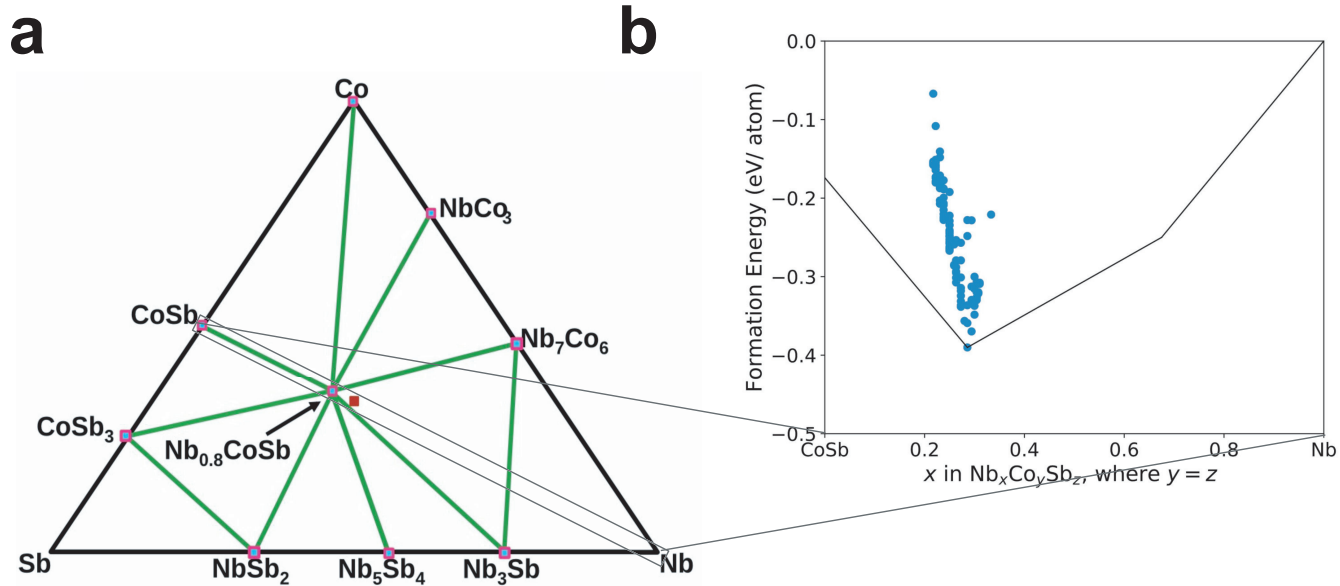 a
b
Co
NbCo₃
CoSb
Nb₇Co₆
CoSb₃
Nb₀.₈CoSb
Sb
NbSb₂
Nb₅Sb₄
Nb₃Sb
Nb
Formation Energy (eV/ atom)
0.0
−0.1
−0.2
−0.3
−0.4
−0.5
CoSb
0.2
0.4
0.6
0.8
Nb
x in NbₓCoᵧSb_z, where y = z